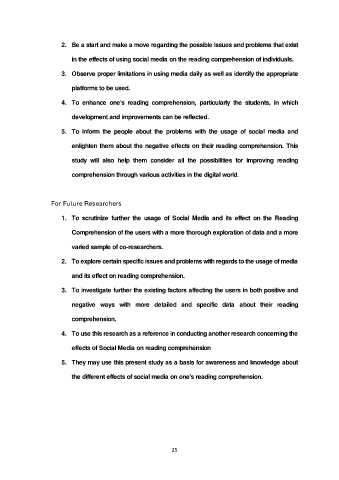 2. Be a start and make a move regarding the possible issues and problems that exist
in the effects of using social media on the reading comprehension of individuals.
3. Observe proper limitations in using media daily as well as identify the appropriate
platforms to be used.
4. To enhance one's reading comprehension, particularly the students, in which
development and improvements can be reflected.
5. To inform the people about the problems with the usage of social media and
enlighten them about the negative effects on their reading comprehension. This
study will also help them consider all the possibilities for improving reading
comprehension through various activities in the digital world.
For Future Researchers
1. To scrutinize further the usage of Social Media and its effect on the Reading
Comprehension of the users with a more thorough exploration of data and a more
varied sample of co-researchers.
2. To explore certain specific issues and problems with regards to the usage of media
and its effect on reading comprehension.
3. To investigate further the existing factors affecting the users in both positive and
negative ways with more detailed and specific data about their reading
comprehension.
4. To use this research as a reference in conducting another research concerning the
effects of Social Media on reading comprehension
5. They may use this present study as a basis for awareness and knowledge about
the different effects of social media on one's reading comprehension.
25